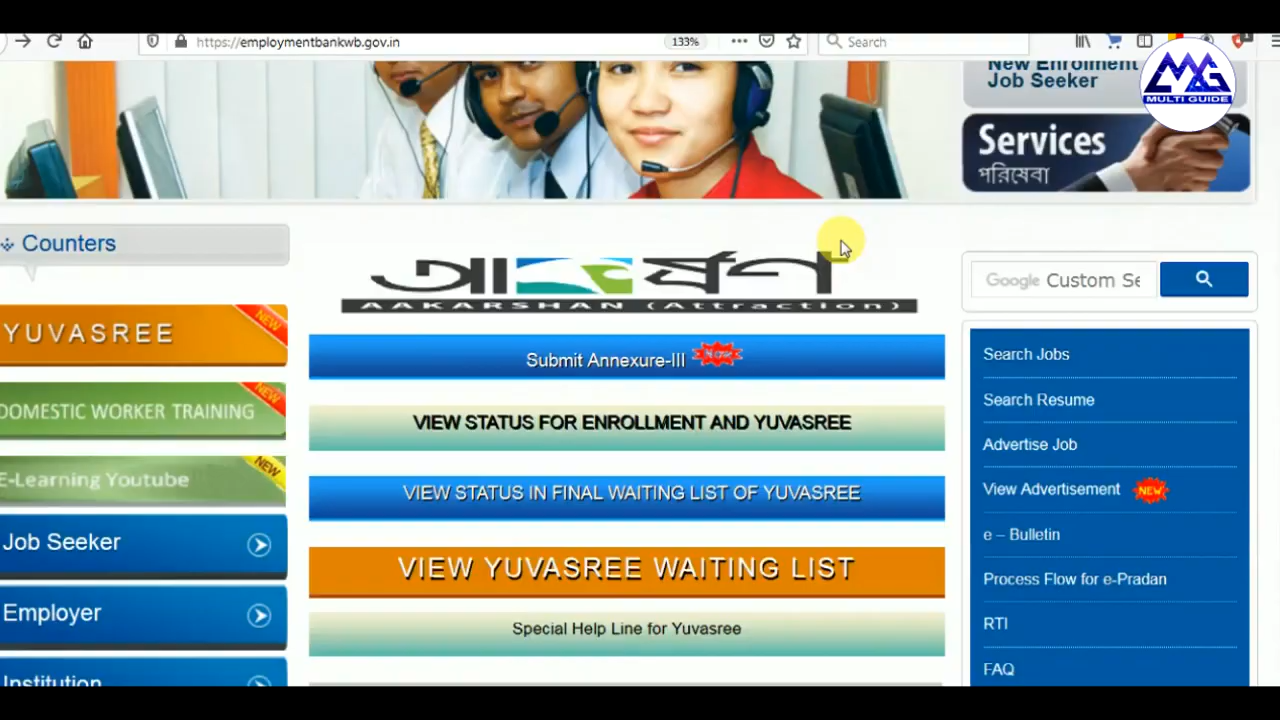 https://employmentbankwb.gov.in
133%
Search
New Enrolment
Job Seeker
MULTI GUIDE
Services
পরিষেবা
Counters
আকর্ষণ
AAKARSHAN (Attraction)
Google Custom Se
YUVASREE
NEW
Submit Annexure-III New
Search Jobs
DOMESTIC WORKER TRAINING
NEW
VIEW STATUS FOR ENROLLMENT AND YUVASREE
Search Resume
Advertise Job
E-Learning Youtube
NEW
VIEW STATUS IN FINAL WAITING LIST OF YUVASREE
View Advertisement NEW
Job Seeker
e – Bulletin
VIEW YUVASREE WAITING LIST
Process Flow for e-Pradan
Employer
Special Help Line for Yuvasree
RTI
FAQ
Institution